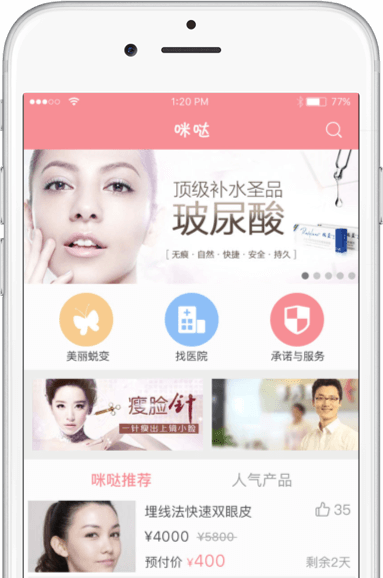 1:20 PM
77%
咪哒
顶级补水圣品
玻尿酸
[ 无痕 · 自然 · 快捷 · 安全 · 持久 ]
美丽蜕变
找医院
承诺与服务
瘦脸针
一针瘦出上镜小脸
咪哒推荐
人气产品
埋线法快速双眼皮
35
¥4000 ¥5800
预付价 ¥400
剩余2天